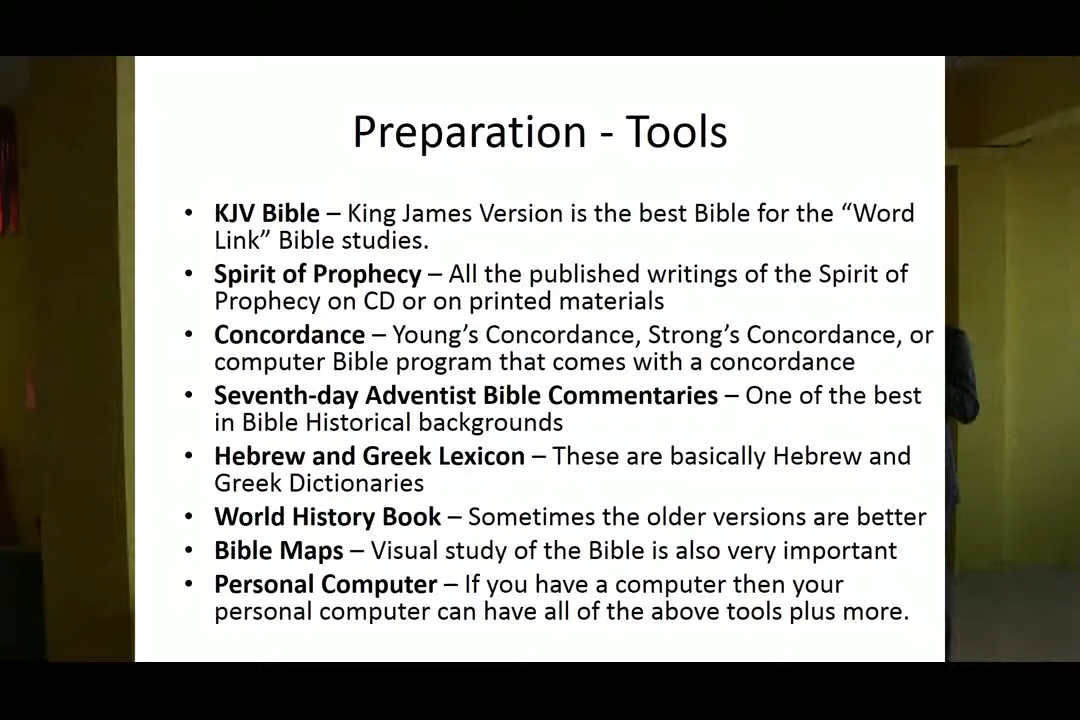 Preparation - Tools
• KJV Bible – King James Version is the best Bible for the “Word
Link” Bible studies.
• Spirit of Prophecy – All the published writings of the Spirit of
Prophecy on CD or on printed materials
• Concordance – Young’s Concordance, Strong’s Concordance, or
computer Bible program that comes with a concordance
• Seventh-day Adventist Bible Commentaries – One of the best
in Bible Historical backgrounds
• Hebrew and Greek Lexicon – These are basically Hebrew and
Greek Dictionaries
• World History Book – Sometimes the older versions are better
• Bible Maps – Visual study of the Bible is also very important
• Personal Computer – If you have a computer then your
personal computer can have all of the above tools plus more.